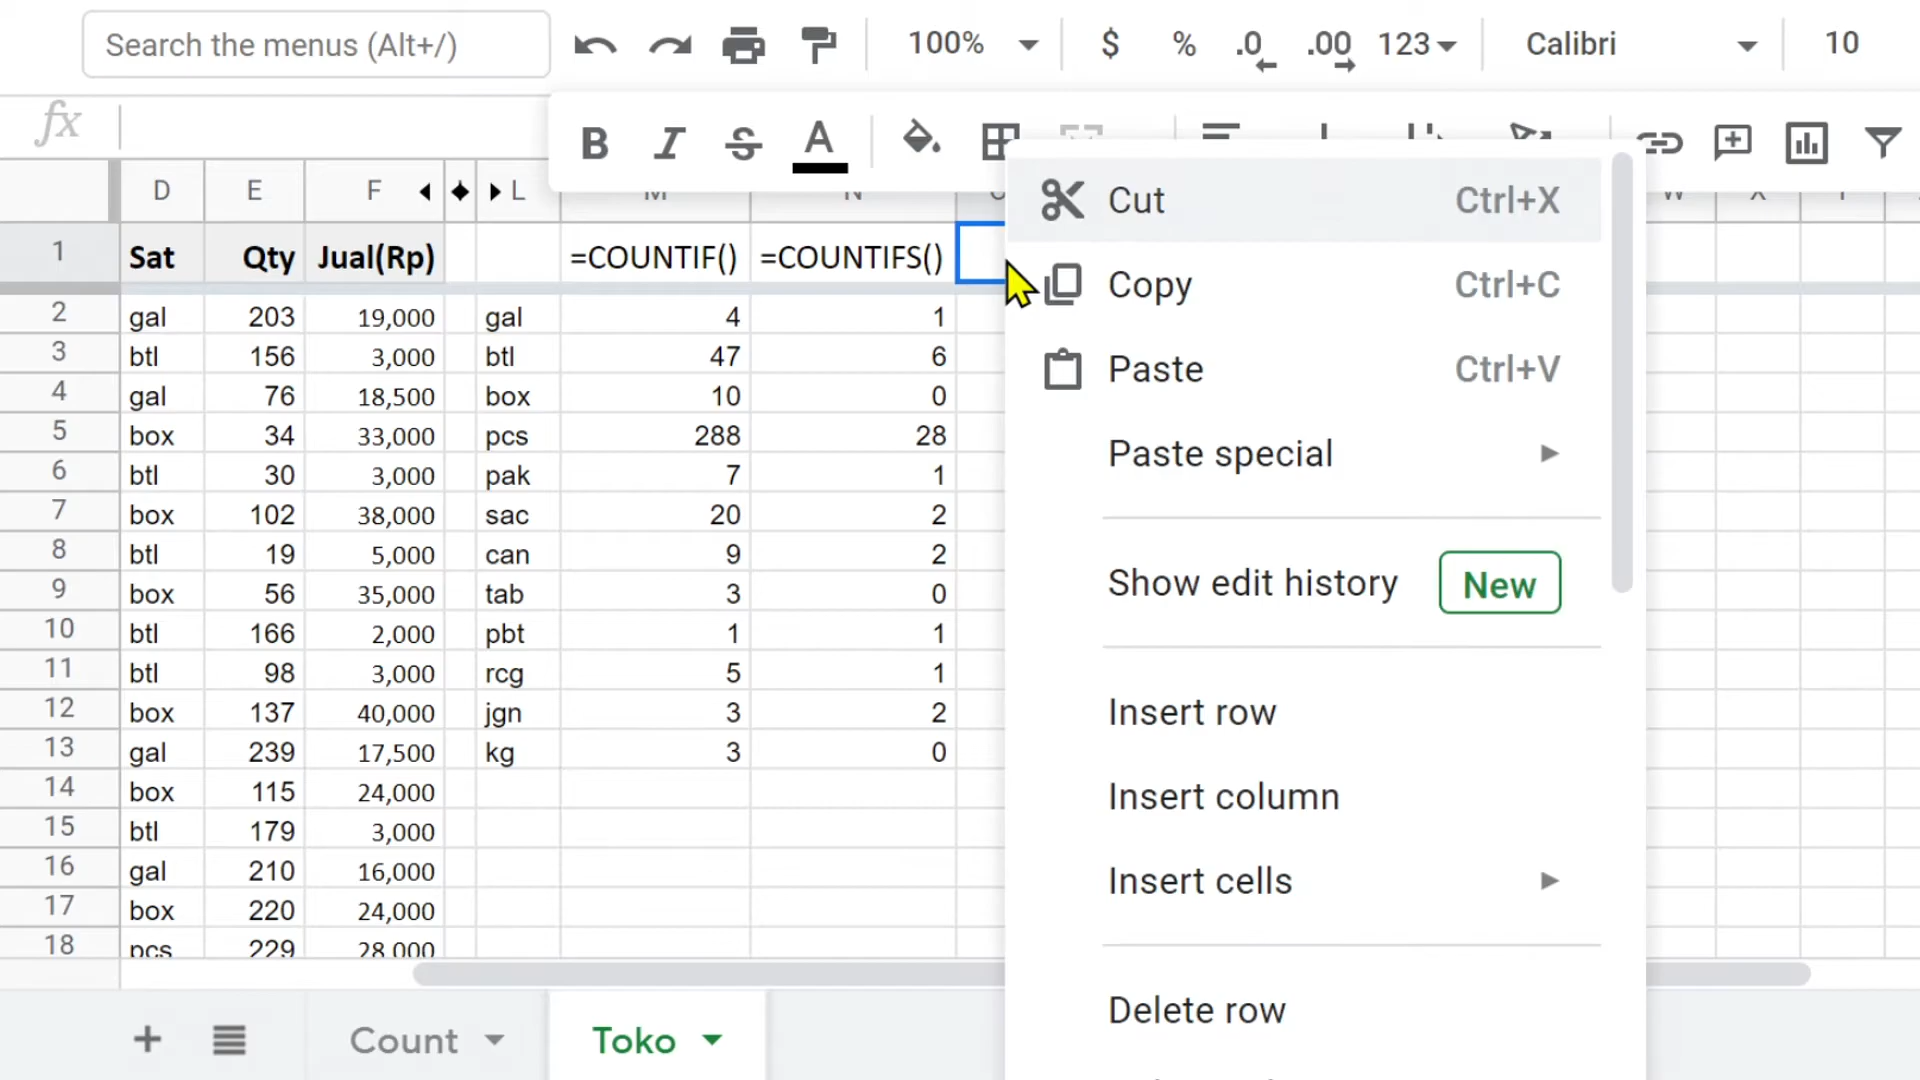 Search the menus (Alt+/) 100% $ % .0 .00 123 Calibri 10
fx B I S A
D E F L
1 Sat Qty Jual(Rp) =COUNTIF() =COUNTIFS()
2 gal 203 19,000 gal 4 1
3 btl 156 3,000 btl 47 6
4 gal 76 18,500 box 10 0
5 box 34 33,000 pcs 288 28
6 btl 30 3,000 pak 7 1
7 box 102 38,000 sac 20 2
8 btl 19 5,000 can 9 2
9 box 56 35,000 tab 3 0
10 btl 166 2,000 pbt 1 1
11 btl 98 3,000 rcg 5 1
12 box 137 40,000 jgn 3 2
13 gal 239 17,500 kg 3 0
14 box 115 24,000
15 btl 179 3,000
16 gal 210 16,000
17 box 220 24,000
18 pcs 229 28,000
Cut Ctrl+X
Copy Ctrl+C
Paste Ctrl+V
Paste special
Show edit history New
Insert row
Insert column
Insert cells
Delete row
Count Toko